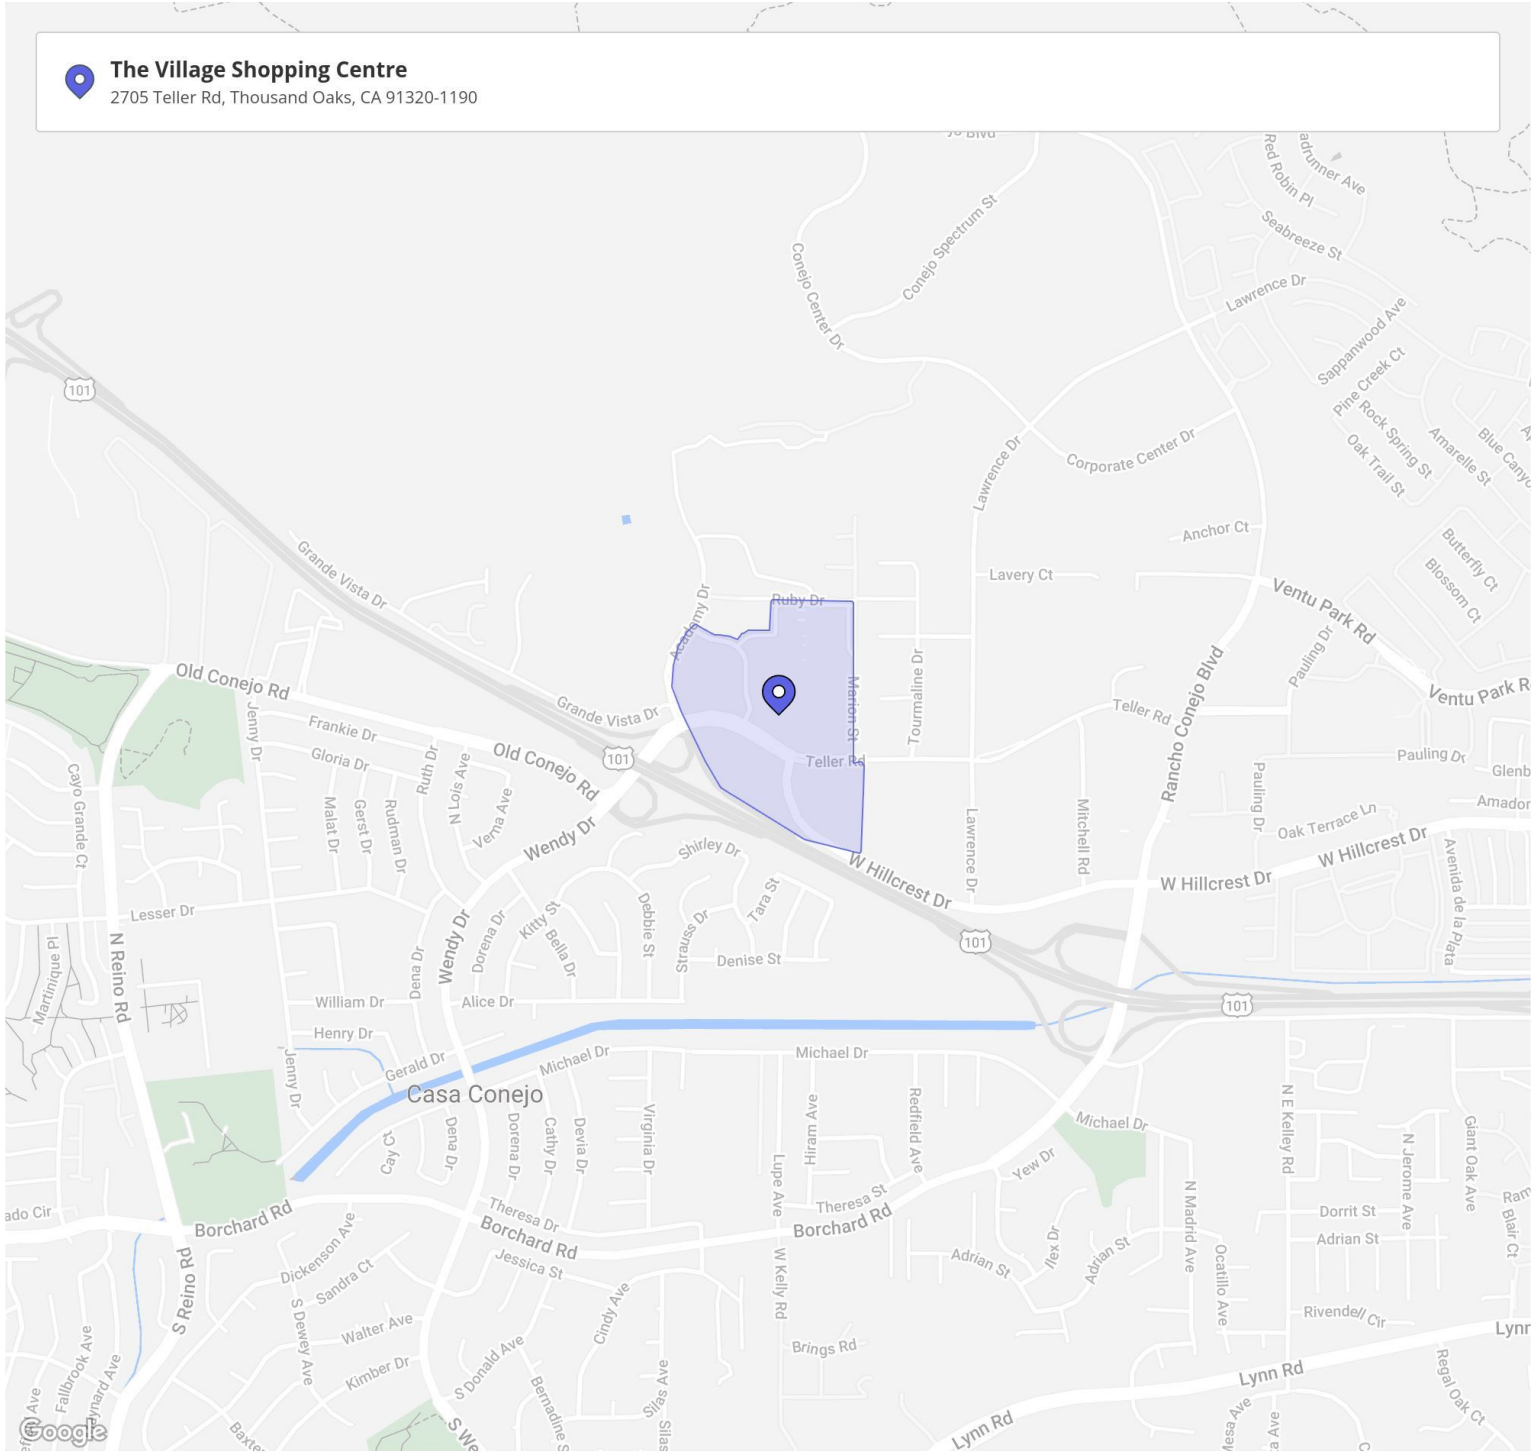 The Village Shopping Centre
2705 Teller Rd, Thousand Oaks, CA 91320-1190
Red Robin Pl
Seabreeze St
Conejo Spectrum St
Conejo Center Dr
Lawrence Dr
Sappanwood Ave
Pine Creek Ct
Rock Spring St
Oak Trail St
Amarelle St
101
Lawrence Dr
Corporate Center Dr
Anchor Ct
Butterfly Ct
Blossom Ct
Grande Vista Dr
Lavery Ct
Academy Dr
Ruby Dr
Ventu Park Rd
Pauling Dr
Old Conejo Rd
Jenny Dr
Frankie Dr
Gloria Dr
Grande Vista Dr
101
Marion St
Tourmaline Dr
Teller Rd
Teller Rd
Rancho Conejo Blvd
Ventu Park R
Pauling Dr
Pauling Dr
Glenb
Amador
Old Conejo Rd
Ruth Dr
N Lois Ave
Verna Ave
Cayo Grande Ct
Malat Dr
Gerst Dr
Rudman Dr
Wendy Dr
Shirley Dr
W Hillcrest Dr
Lawrence Dr
Mitchell Rd
Oak Terrace Ln
W Hillcrest Dr
W Hillcrest Dr
Avenida de la Plata
Lesser Dr
N Reino Rd
Martinique Pl
Wendy Dr
Dena Dr
Dorena Dr
Kitty St
Bella Dr
Debbie St
Strauss Dr
Tara St
Denise St
101
101
William Dr
Alice Dr
Henry Dr
Jenny Dr
Gerald Dr
Michael Dr
Michael Dr
Casa Conejo
Cay Ct
Dena Dr
Dorena Dr
Cathy Dr
Devia Dr
Virginia Dr
Lupe Ave
Hiram Ave
Redfield Ave
Michael Dr
Yew Dr
N E Kelley Rd
N Jerome Ave
Giant Oak Ave
N Madrid Ave
ado Cir
Borchard Rd
Theresa Dr
Borchard Rd
Theresa St
Borchard Rd
Dorrit St
Adrian St
Blair Ct
Ram
Dickenson Ave
Sandra Ct
Jessica St
Adrian St
Ilex Dr
Adrian St
Ocatillo Ave
S Reino Rd
S Dewey Ave
Walter Ave
Kimber Dr
S Donald Ave
Cindy Ave
W Kelly Rd
Brings Rd
Rivendell Cir
Lynn
Lynn Rd
Regal Oak Ct
Fallbrook Ave
Silas Ave
Lynn Rd
Google